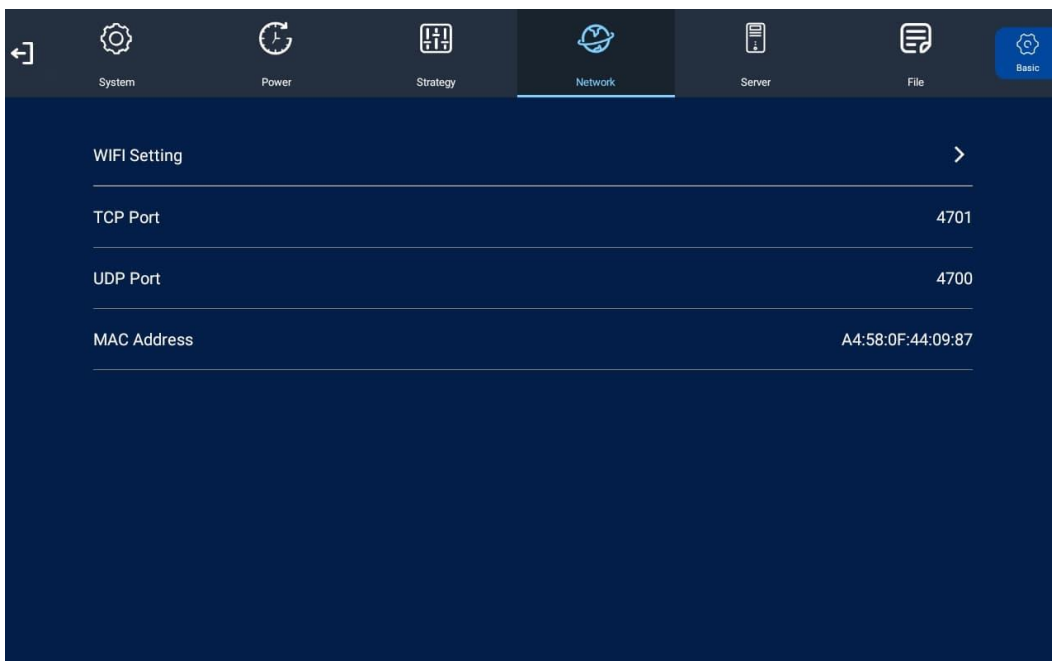 System
Power
Strategy
Network
Server
File
Basic
WIFI Setting
TCP Port 4701
UDP Port 4700
MAC Address A4:58:0F:44:09:87